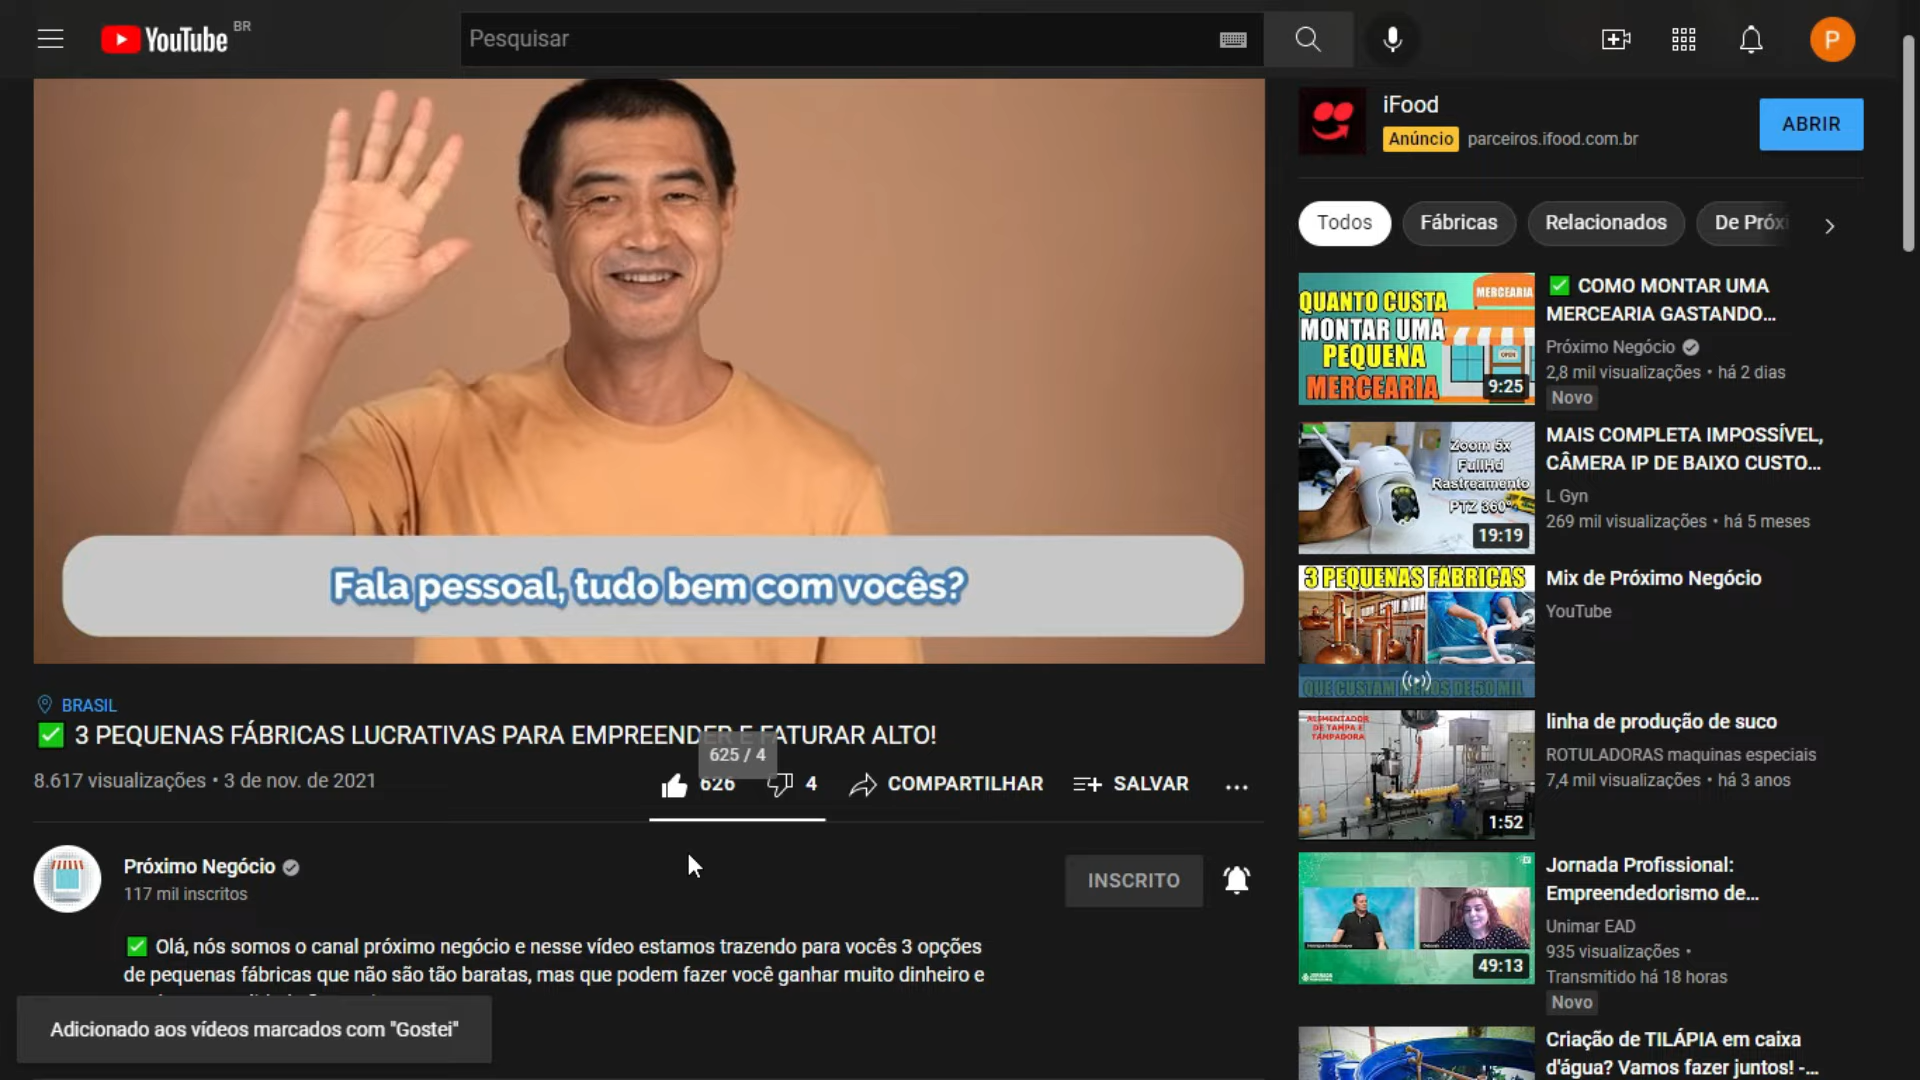 YouTube BR
Pesquisar
P
iFood
Anúncio parceiros.ifood.com.br
ABRIR
Todos Fábricas Relacionados De Próxi
Fala pessoal, tudo bem com vocês?
BRASIL
✅ 3 PEQUENAS FÁBRICAS LUCRATIVAS PARA EMPREENDER E FATURAR ALTO!
625 / 4
8.617 visualizações • 3 de nov. de 2021
626 4 COMPARTILHAR SALVAR
Próximo Negócio
117 mil inscritos
INSCRITO
✅ Olá, nós somos o canal próximo negócio e nesse vídeo estamos trazendo para vocês 3 opções
de pequenas fábricas que não são tão baratas, mas que podem fazer você ganhar muito dinheiro e
Adicionado aos vídeos marcados com "Gostei"
QUANTO CUSTA
MONTAR UMA
PEQUENA
MERCEARIA
MERCEARIA
OPEN
9:25
✅ COMO MONTAR UMA
MERCEARIA GASTANDO...
Próximo Negócio
2,8 mil visualizações • há 2 dias
Novo
Zoom 5x
FullHd
Rastreamento
PTZ 360°
19:19
MAIS COMPLETA IMPOSSÍVEL,
CÂMERA IP DE BAIXO CUSTO...
L Gyn
269 mil visualizações • há 5 meses
3 PEQUENAS FÁBRICAS
QUE CUSTAM MENOS DE 50 MIL
Mix de Próximo Negócio
YouTube
ALIMENTADOR
DE TAMPA E
TAMPADORA
1:52
linha de produção de suco
ROTULADORAS maquinas especiais
7,4 mil visualizações • há 3 anos
49:13
Jornada Profissional:
Empreendedorismo de...
Unimar EAD
935 visualizações •
Transmitido há 18 horas
Novo
Criação de TILÁPIA em caixa
d'água? Vamos fazer juntos! -...